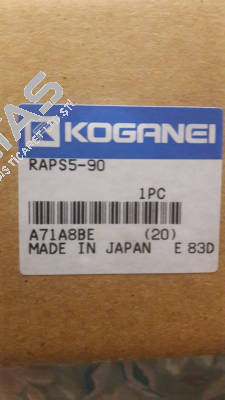 KOGANEI
RAPS5-90
1PC
A71A8BE (20)
MADE IN JAPAN E 83D